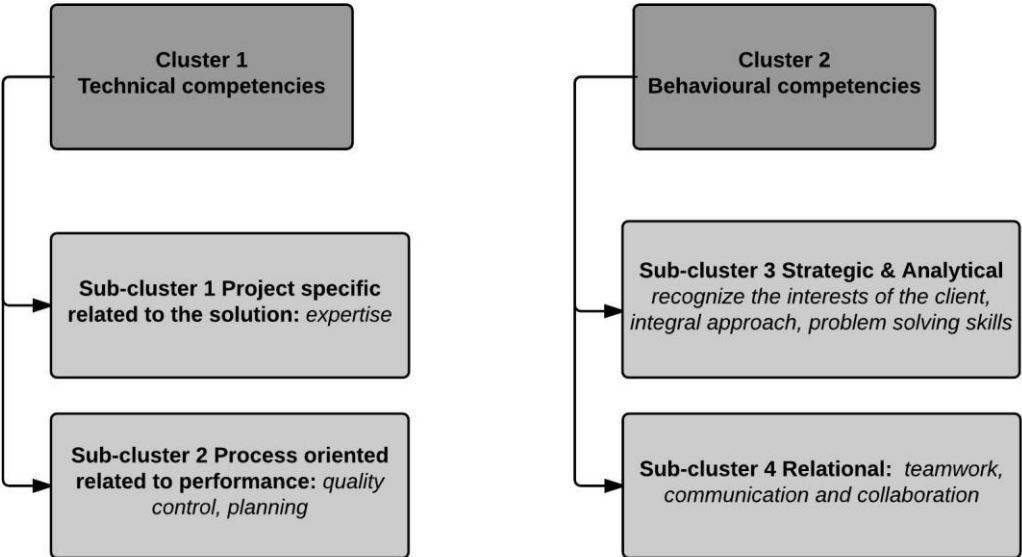 Cluster 1
Technical competencies
Sub-cluster 1 Project specific
related to the solution: expertise
Sub-cluster 2 Process oriented
related to performance: quality
control, planning
Cluster 2
Behavioural competencies
Sub-cluster 3 Strategic & Analytical
recognize the interests of the client,
integral approach, problem solving skills
Sub-cluster 4 Relational: teamwork,
communication and collaboration